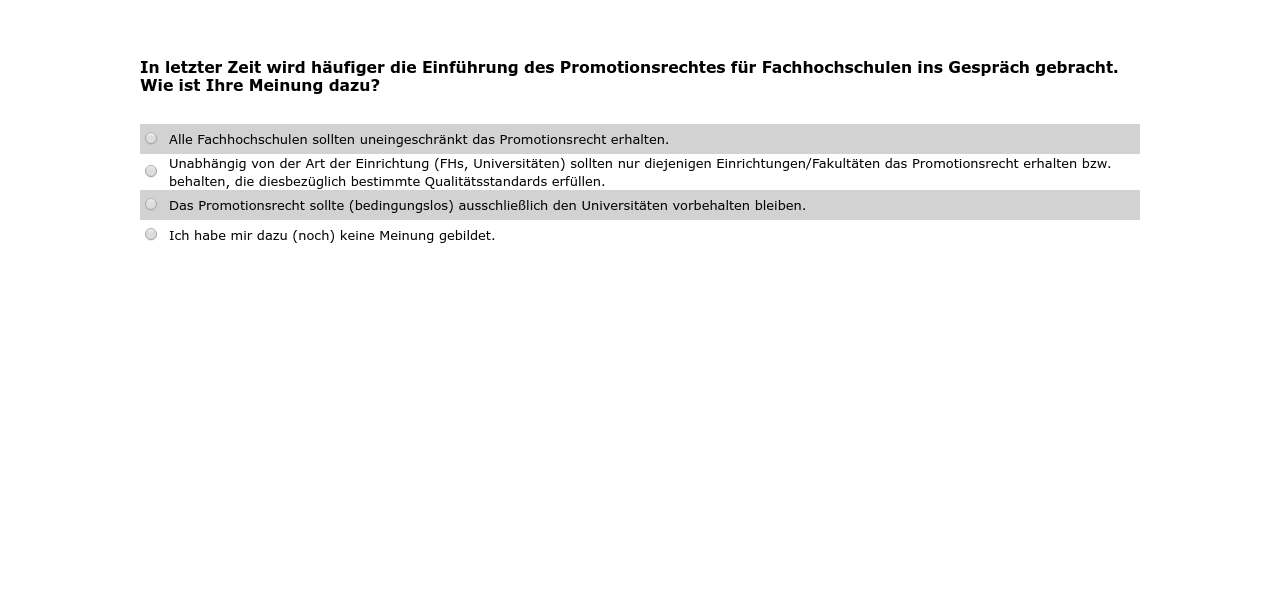 In letzter Zeit wird häufiger die Einführung des Promotionsrechtes für Fachhochschulen ins Gespräch gebracht.
Wie ist Ihre Meinung dazu?
Alle Fachhochschulen sollten uneingeschränkt das Promotionsrecht erhalten.
Unabhängig von der Art der Einrichtung (FHs, Universitäten) sollten nur diejenigen Einrichtungen/Fakultäten das Promotionsrecht erhalten bzw.
behalten, die diesbezüglich bestimmte Qualitätsstandards erfüllen.
Das Promotionsrecht sollte (bedingungslos) ausschließlich den Universitäten vorbehalten bleiben.
Ich habe mir dazu (noch) keine Meinung gebildet.